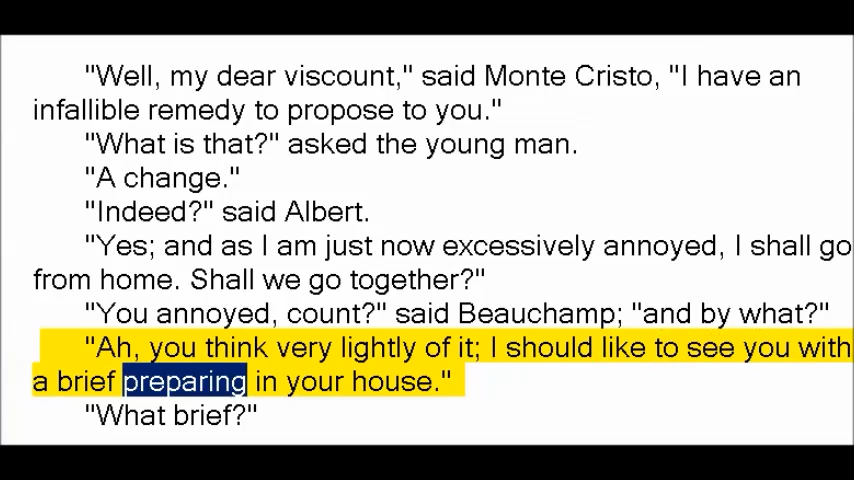 "Well, my dear viscount," said Monte Cristo, "I have an
infallible remedy to propose to you."
"What is that?" asked the young man.
"A change."
"Indeed?" said Albert.
"Yes; and as I am just now excessively annoyed, I shall go
from home. Shall we go together?"
"You annoyed, count?" said Beauchamp; "and by what?"
"Ah, you think very lightly of it; I should like to see you with
a brief preparing in your house."
"What brief?"